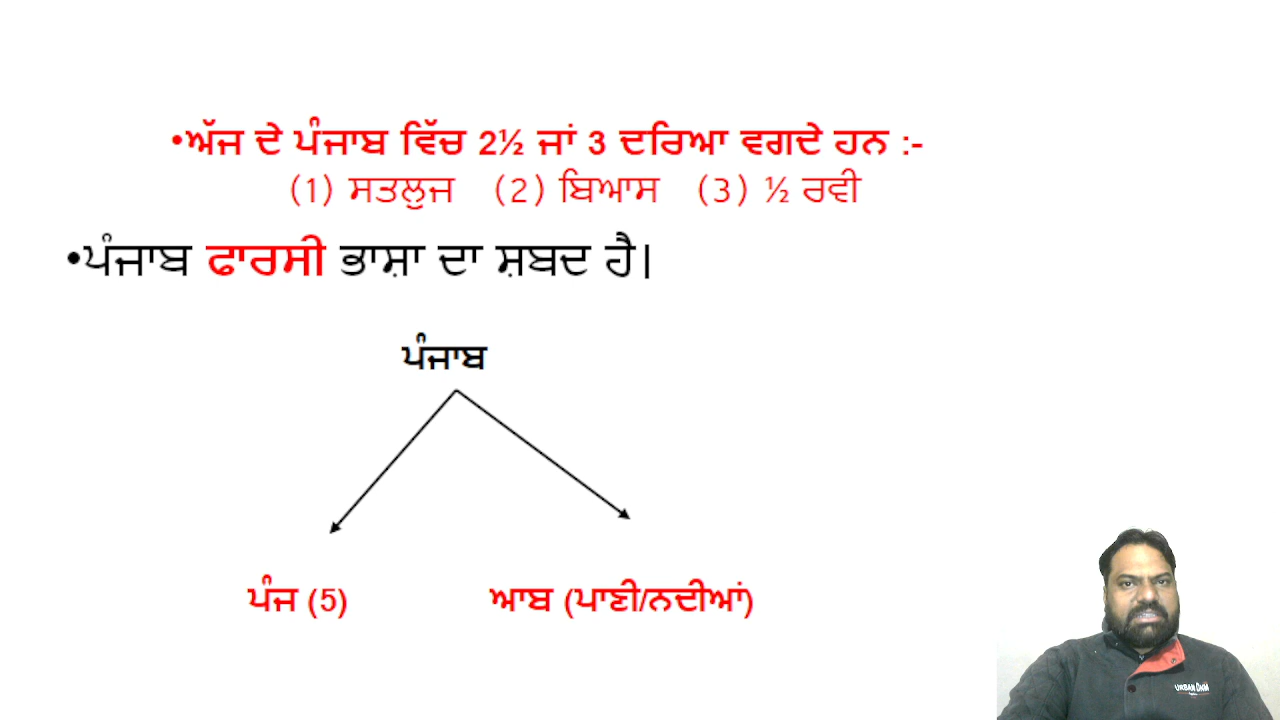 •ਅੱਜ ਦੇ ਪੰਜਾਬ ਵਿੱਚ 2½ ਜਾਂ 3 ਦਰਿਆ ਵਗਦੇ ਹਨ :-
(1) ਸਤਲੁਜ (2) ਬਿਆਸ (3) ½ ਰਵੀ
•ਪੰਜਾਬ ਫਾਰਸੀ ਭਾਸ਼ਾ ਦਾ ਸ਼ਬਦ ਹੈ।
ਪੰਜਾਬ
ਪੰਜ (5) ਆਬ (ਪਾਣੀ/ਨਦੀਆਂ)
URBAN